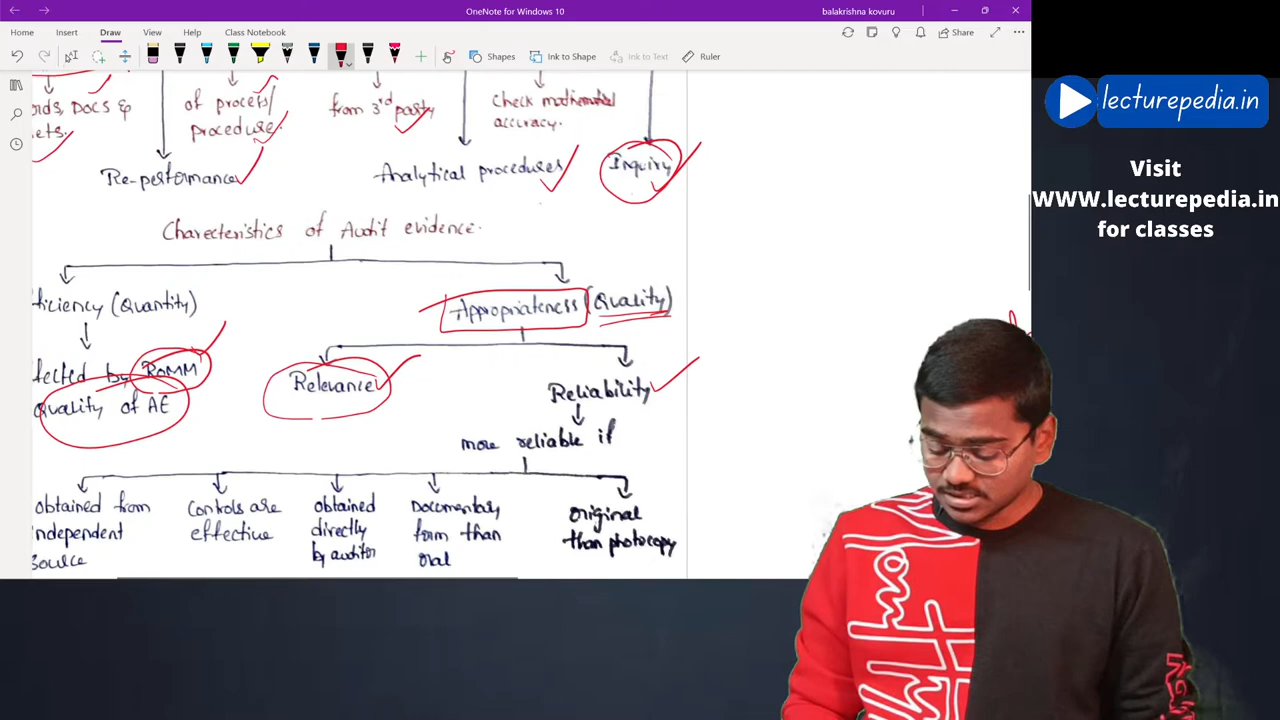 OneNote for Windows 10
balakrishna kovuru
Home Insert Draw View Help Class Notebook
Share
Shapes Ink to Shape Ink to Text Math Ruler
lecturepedia.in
Visit
WWW.lecturepedia.in
for classes
ords, Docs &
ets.
of process/
procedure.
from 3rd party
check mathematical
accuracy.
Re-performance
Analytical procedures
Inquiry
Charecteristics of Audit evidence.
ficiency (Quantity)
Appropriateness (Quality)
fected by RoMM
Quality of AE
Relevance
Reliability
more reliable if
obtained from
independent
source
Controls are
effective
obtained
directly
by auditor
Documentary
form than
oral
original
than photocopy